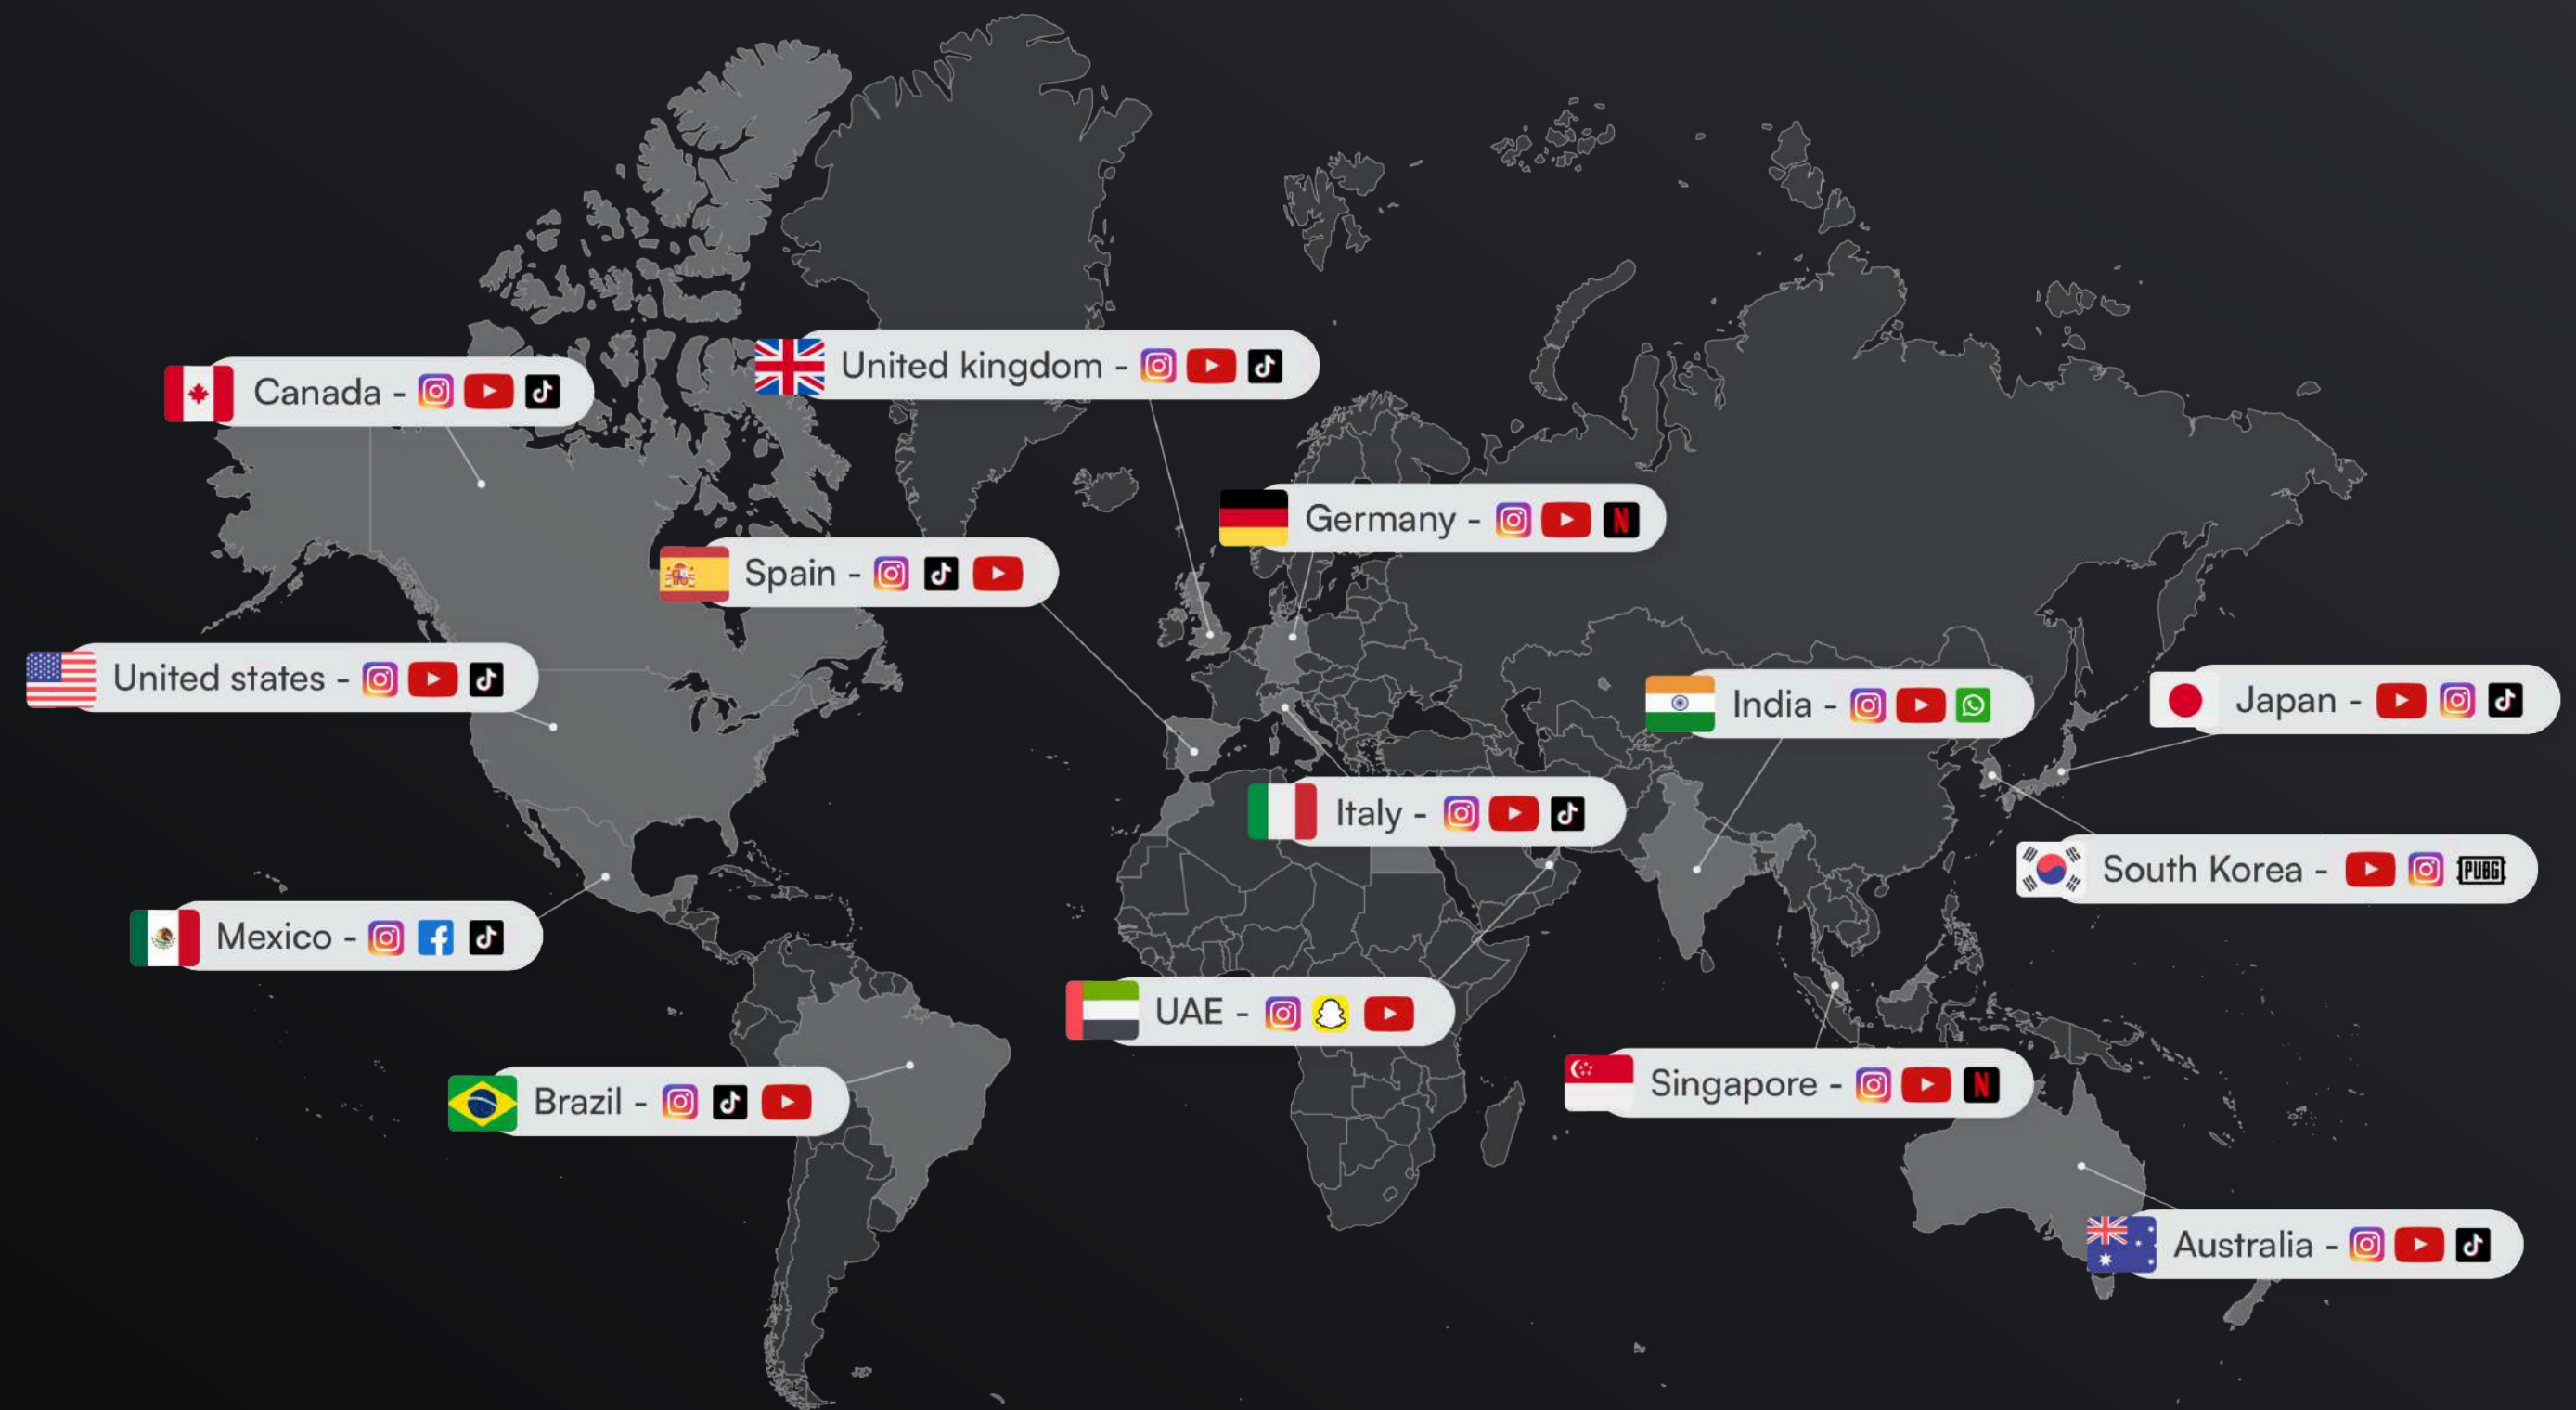 Canada -
United kingdom -
Germany -
Spain -
United states -
India -
Japan -
Italy -
South Korea - PUBG
Mexico -
UAE -
Singapore - N
Brazil -
Australia -